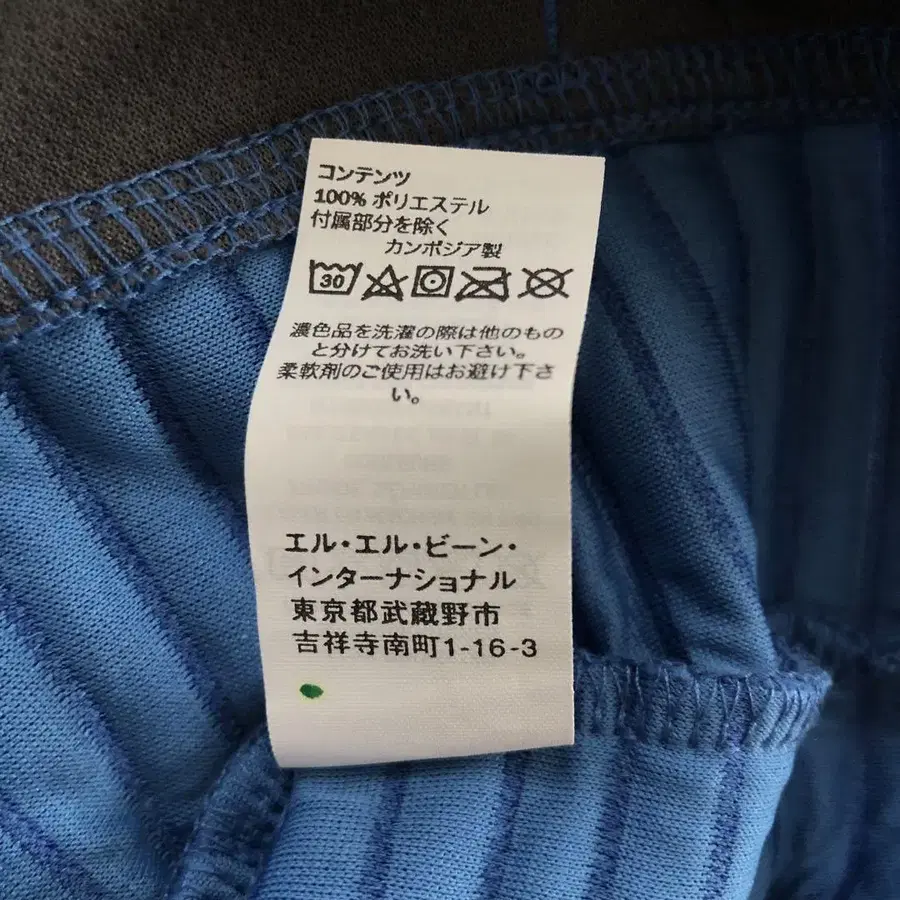 コンテンツ
100% ポリエステル
付属部分を除く
カンボジア製
30
濃色品を洗濯の際は他のもの
と分けてお洗い下さい。
柔軟剤のご使用はお避け下さ
い。
エル・エル・ビーン・
インターナショナル
東京都武蔵野市
吉祥寺南町1-16-3